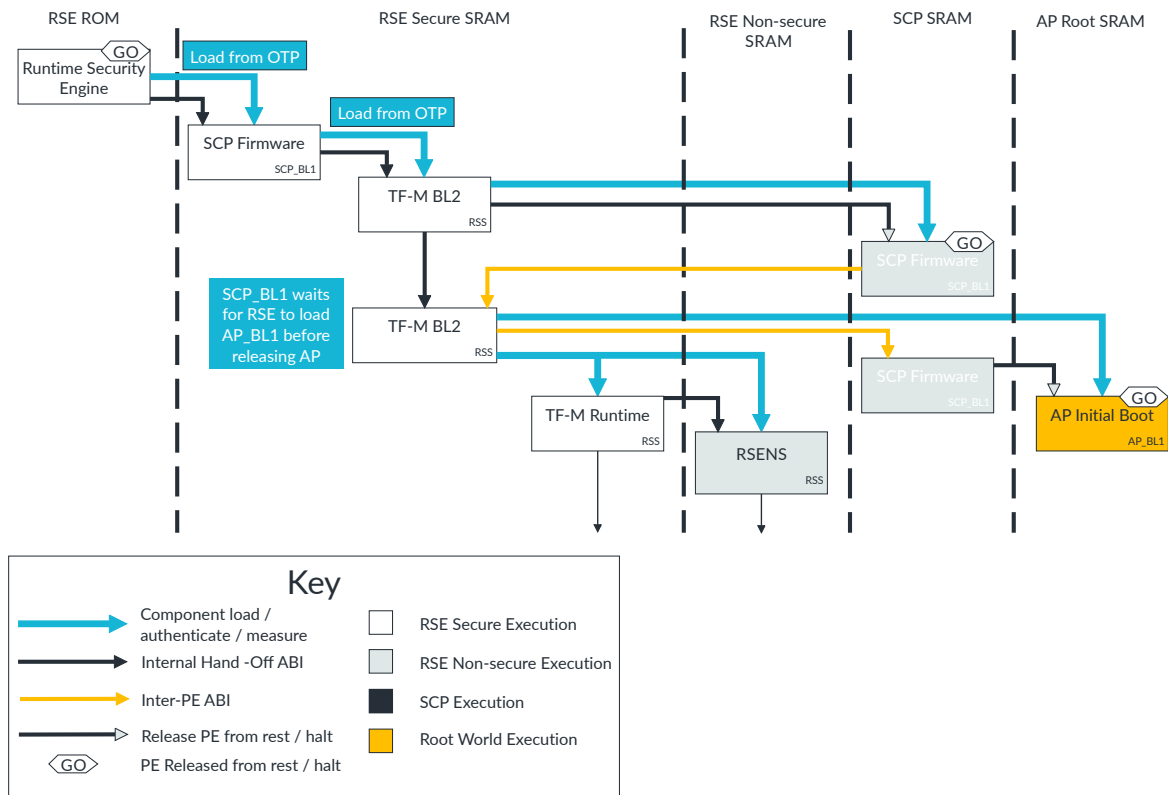 RSE ROM
RSE Secure SRAM
RSE Non-secure
SRAM
SCP SRAM
AP Root SRAM
GO
Runtime Security
Engine
Load from OTP
Load from OTP
SCP Firmware
SCP_BL1
TF-M BL2
RSS
GO
SCP Firmware
SCP_BL1
SCP_BL1 waits
for RSE to load
AP_BL1 before
releasing AP
TF-M BL2
RSS
SCP Firmware
SCP_BL1
GO
AP Initial Boot
AP_BL1
TF-M Runtime
RSS
RSENS
RSS
Key
Component load /
authenticate / measure
Internal Hand -Off ABI
Inter-PE ABI
Release PE from rest / halt
GO
PE Released from rest / halt
RSE Secure Execution
RSE Non-secure Execution
SCP Execution
Root World Execution